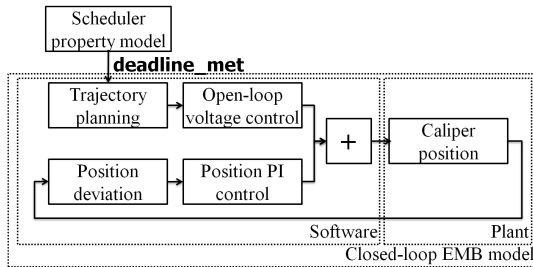 Scheduler
property model
deadline_met
Trajectory
planning
Open-loop
voltage control
+
Caliper
position
Position
deviation
Position PI
control
Software
Plant
Closed-loop EMB model